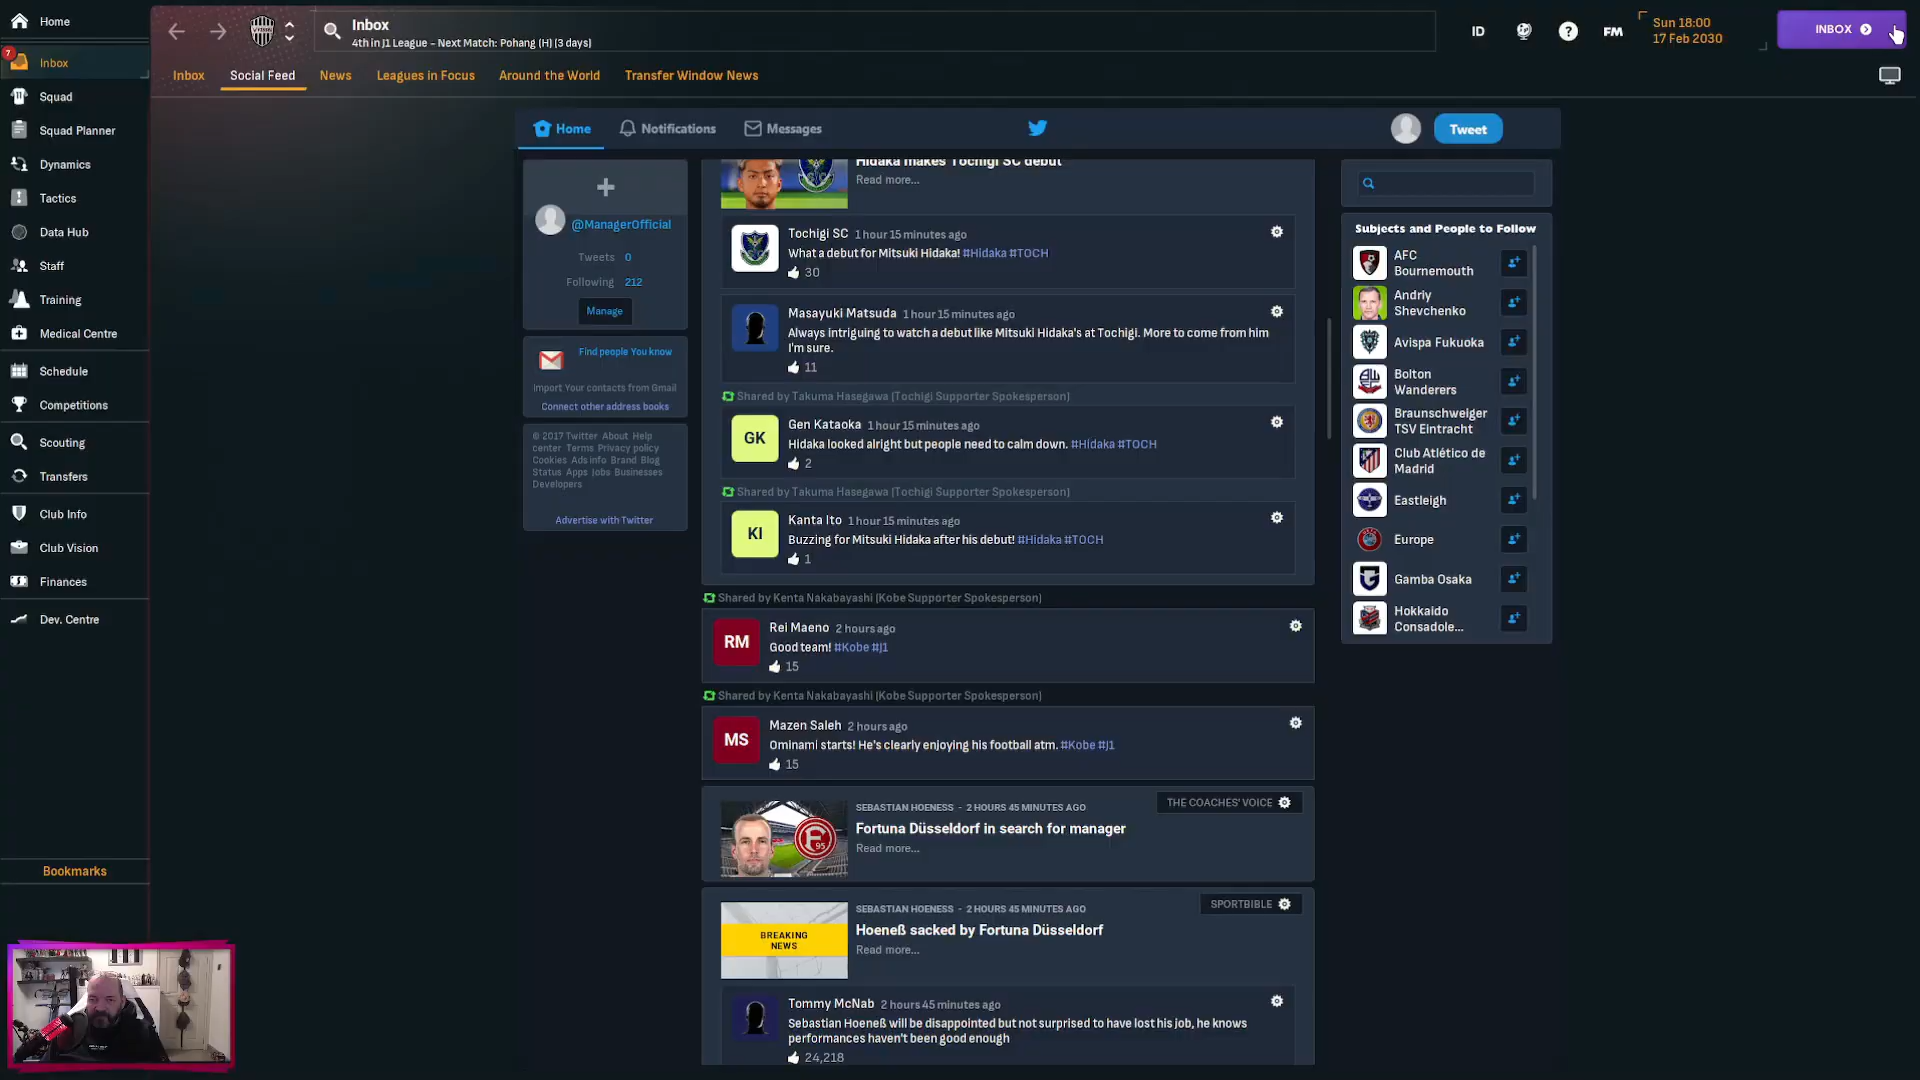 Home
Inbox
4th in J1 League - Next Match: Pohang (H) (3 days)
ID
FM
Sun 18:00
17 Feb 2030
INBOX
7
Inbox
Squad
Squad Planner
Dynamics
Tactics
Data Hub
Staff
Training
Medical Centre
Schedule
Competitions
Scouting
Transfers
Club Info
Club Vision
Finances
Dev. Centre
Bookmarks
Inbox
Social Feed
News
Leagues in Focus
Around the World
Transfer Window News
Home
Notifications
Messages
Tweet
@ManagerOfficial
Tweets 0
Following 212
Manage
Find people You know
Import Your contacts from Gmail
Connect other address books
© 2017 Twitter About Help
center Terms Privacy policy
Cookies Ads info Brand Blog
Status Apps Jobs Businesses
Developers
Advertise with Twitter
Hidaka makes Tochigi SC debut
Read more...
Tochigi SC 1 hour 15 minutes ago
What a debut for Mitsuki Hidaka! #Hidaka #TOCH
30
Masayuki Matsuda 1 hour 15 minutes ago
Always intriguing to watch a debut like Mitsuki Hidaka's at Tochigi. More to come from him
I'm sure.
11
Shared by Takuma Hasegawa (Tochigi Supporter Spokesperson)
GK
Gen Kataoka 1 hour 15 minutes ago
Hidaka looked alright but people need to calm down. #Hidaka #TOCH
2
Shared by Takuma Hasegawa (Tochigi Supporter Spokesperson)
KI
Kanta Ito 1 hour 15 minutes ago
Buzzing for Mitsuki Hidaka after his debut! #Hidaka #TOCH
1
Shared by Kenta Nakabayashi (Kobe Supporter Spokesperson)
RM
Rei Maeno 2 hours ago
Good team! #Kobe #J1
15
Shared by Kenta Nakabayashi (Kobe Supporter Spokesperson)
MS
Mazen Saleh 2 hours ago
Ominami starts! He's clearly enjoying his football atm. #Kobe #J1
15
SEBASTIAN HOENESS - 2 HOURS 45 MINUTES AGO
THE COACHES' VOICE
Fortuna Düsseldorf in search for manager
Read more...
SEBASTIAN HOENESS - 2 HOURS 45 MINUTES AGO
SPORTBIBLE
BREAKING
NEWS
Hoeneß sacked by Fortuna Düsseldorf
Read more...
Tommy McNab 2 hours 45 minutes ago
Sebastian Hoeneß will be disappointed but not surprised to have lost his job, he knows
performances haven't been good enough
24,218
Subjects and People to Follow
AFC
Bournemouth
Andriy
Shevchenko
Avispa Fukuoka
Bolton
Wanderers
Braunschweiger
TSV Eintracht
Club Atlético de
Madrid
Eastleigh
Europe
Gamba Osaka
Hokkaido
Consadole...